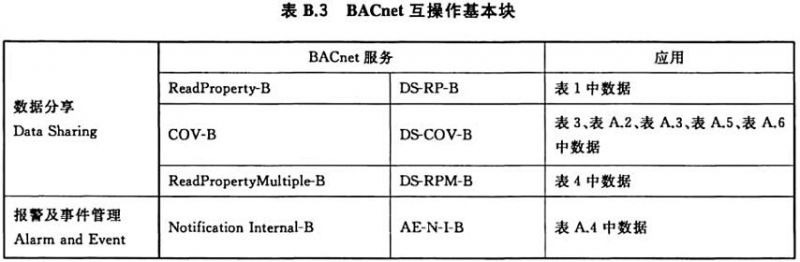 表 B.3 BACnet 互操作基本块
BACnet 服务 应用
数据分享
Data Sharing
ReadProperty-B DS-RP-B 表 1 中数据
COV-B DS-COV-B 表 3、表 A.2、表 A.3、表 A.5、表 A.6
中数据
ReadPropertyMultiple-B DS-RPM-B 表 4 中数据
报警及事件管理
Alarm and Event
Notification Internal-B AE-N-I-B 表 A.4 中数据